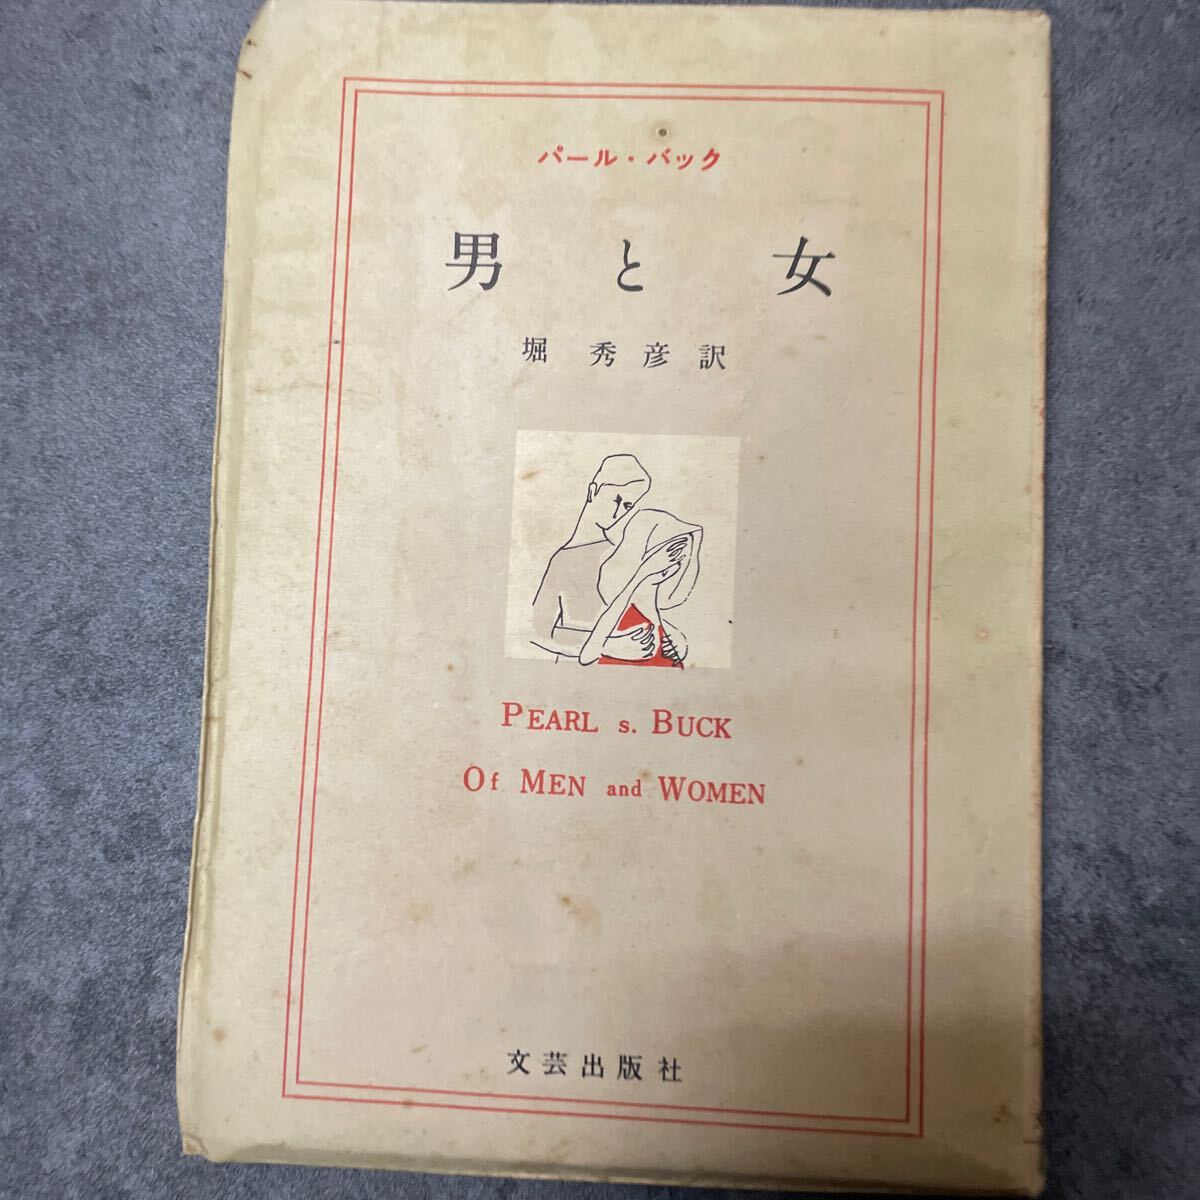 パール・バック
男と女
堀 秀彦訳
PEARL s. BUCK
Of MEN and WOMEN
文芸出版社